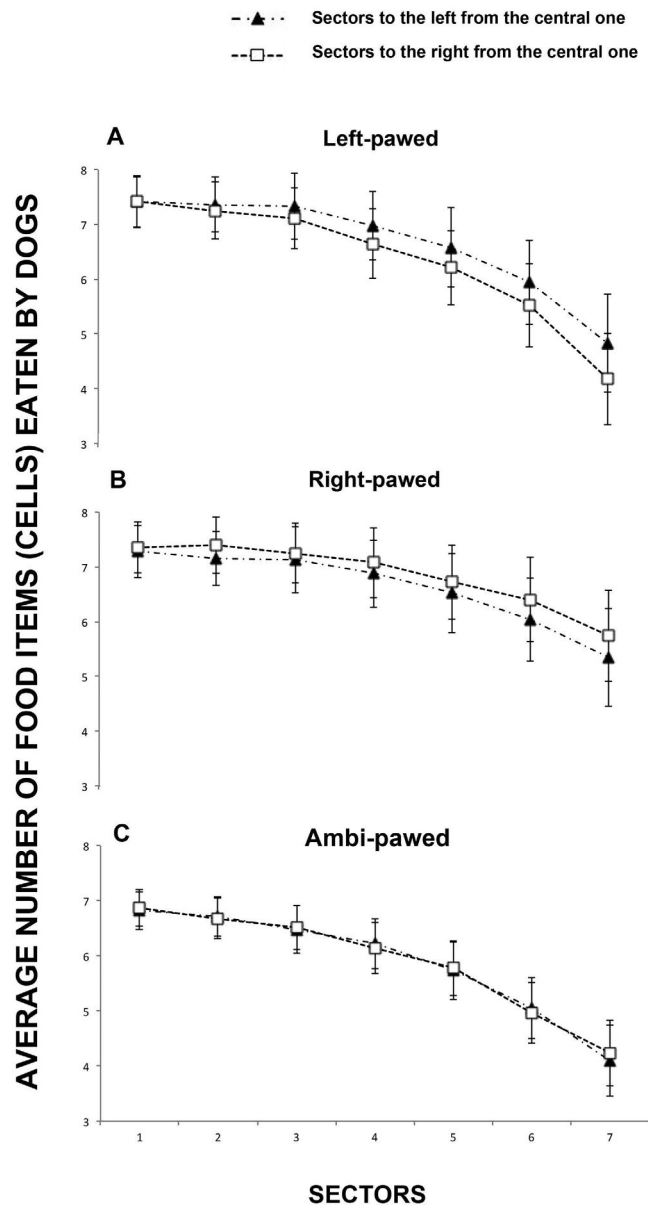 Sectors to the left from the central one
Sectors to the right from the central one
AVERAGE NUMBER OF FOOD ITEMS (CELLS) EATEN BY DOGS
A
Left-pawed
8
7
6
5
4
3
B
Right-pawed
8
7
6
5
4
3
C
Ambi-pawed
8
7
6
5
4
3
1 2 3 4 5 6 7
SECTORS